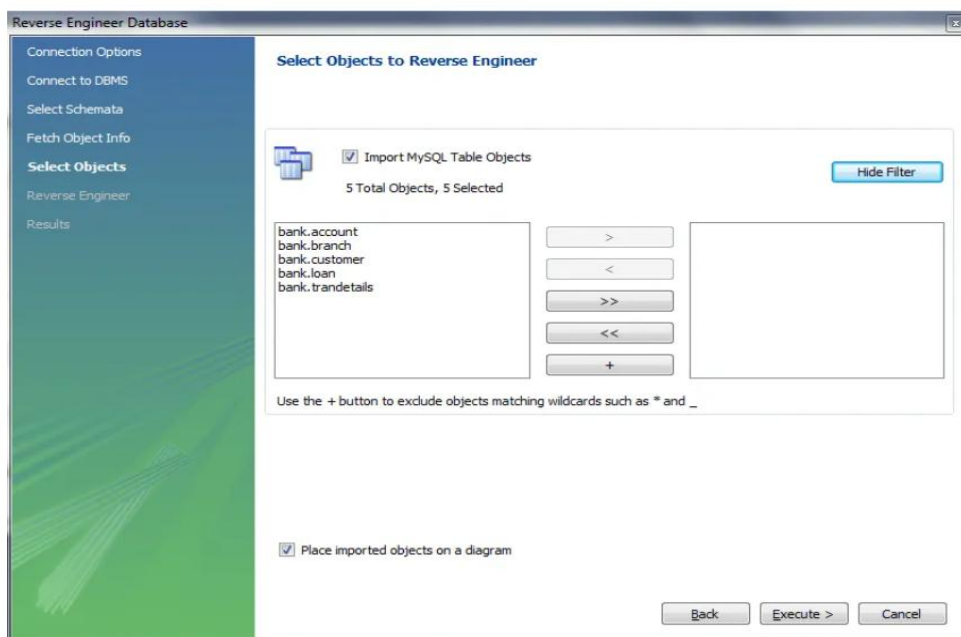 Reverse Engineer Database
x
Connection Options
Connect to DBMS
Select Schemata
Fetch Object Info
Select Objects
Reverse Engineer
Results
Select Objects to Reverse Engineer
Import MySQL Table Objects
5 Total Objects, 5 Selected
Hide Filter
bank.account
bank.branch
bank.customer
bank.loan
bank.trandetails
>
<
>>
<<
+
Use the + button to exclude objects matching wildcards such as * and _
Place imported objects on a diagram
Back
Execute >
Cancel